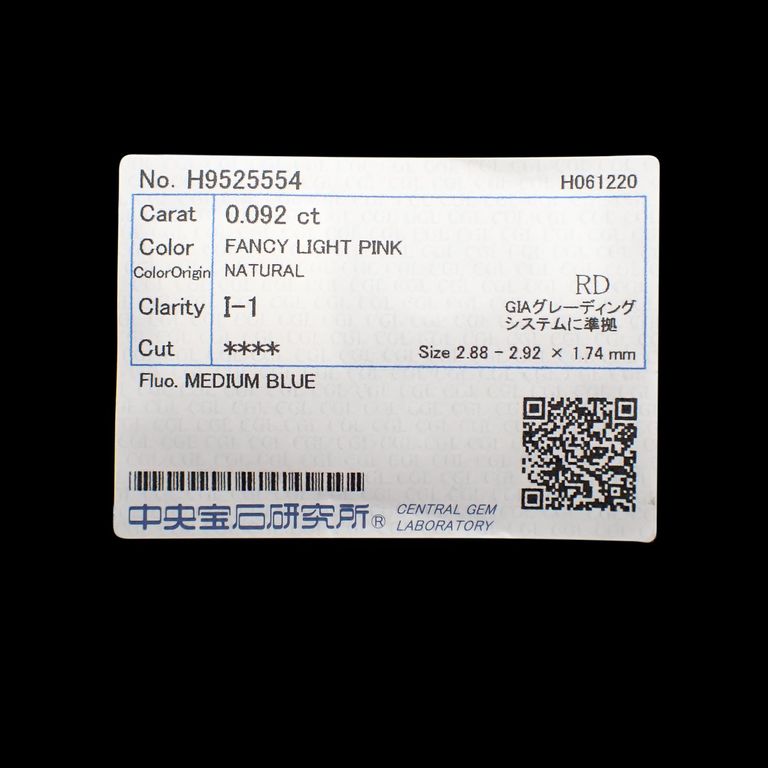 No. H9525554 H061220
Carat 0.092 ct
Color FANCY LIGHT PINK
ColorOrigin NATURAL
RD
Clarity I-1 GIAグレーディング
システムに準拠
Cut **** Size 2.88 - 2.92 × 1.74 mm
Fluo. MEDIUM BLUE
中央宝石研究所® CENTRAL GEM
LABORATORY